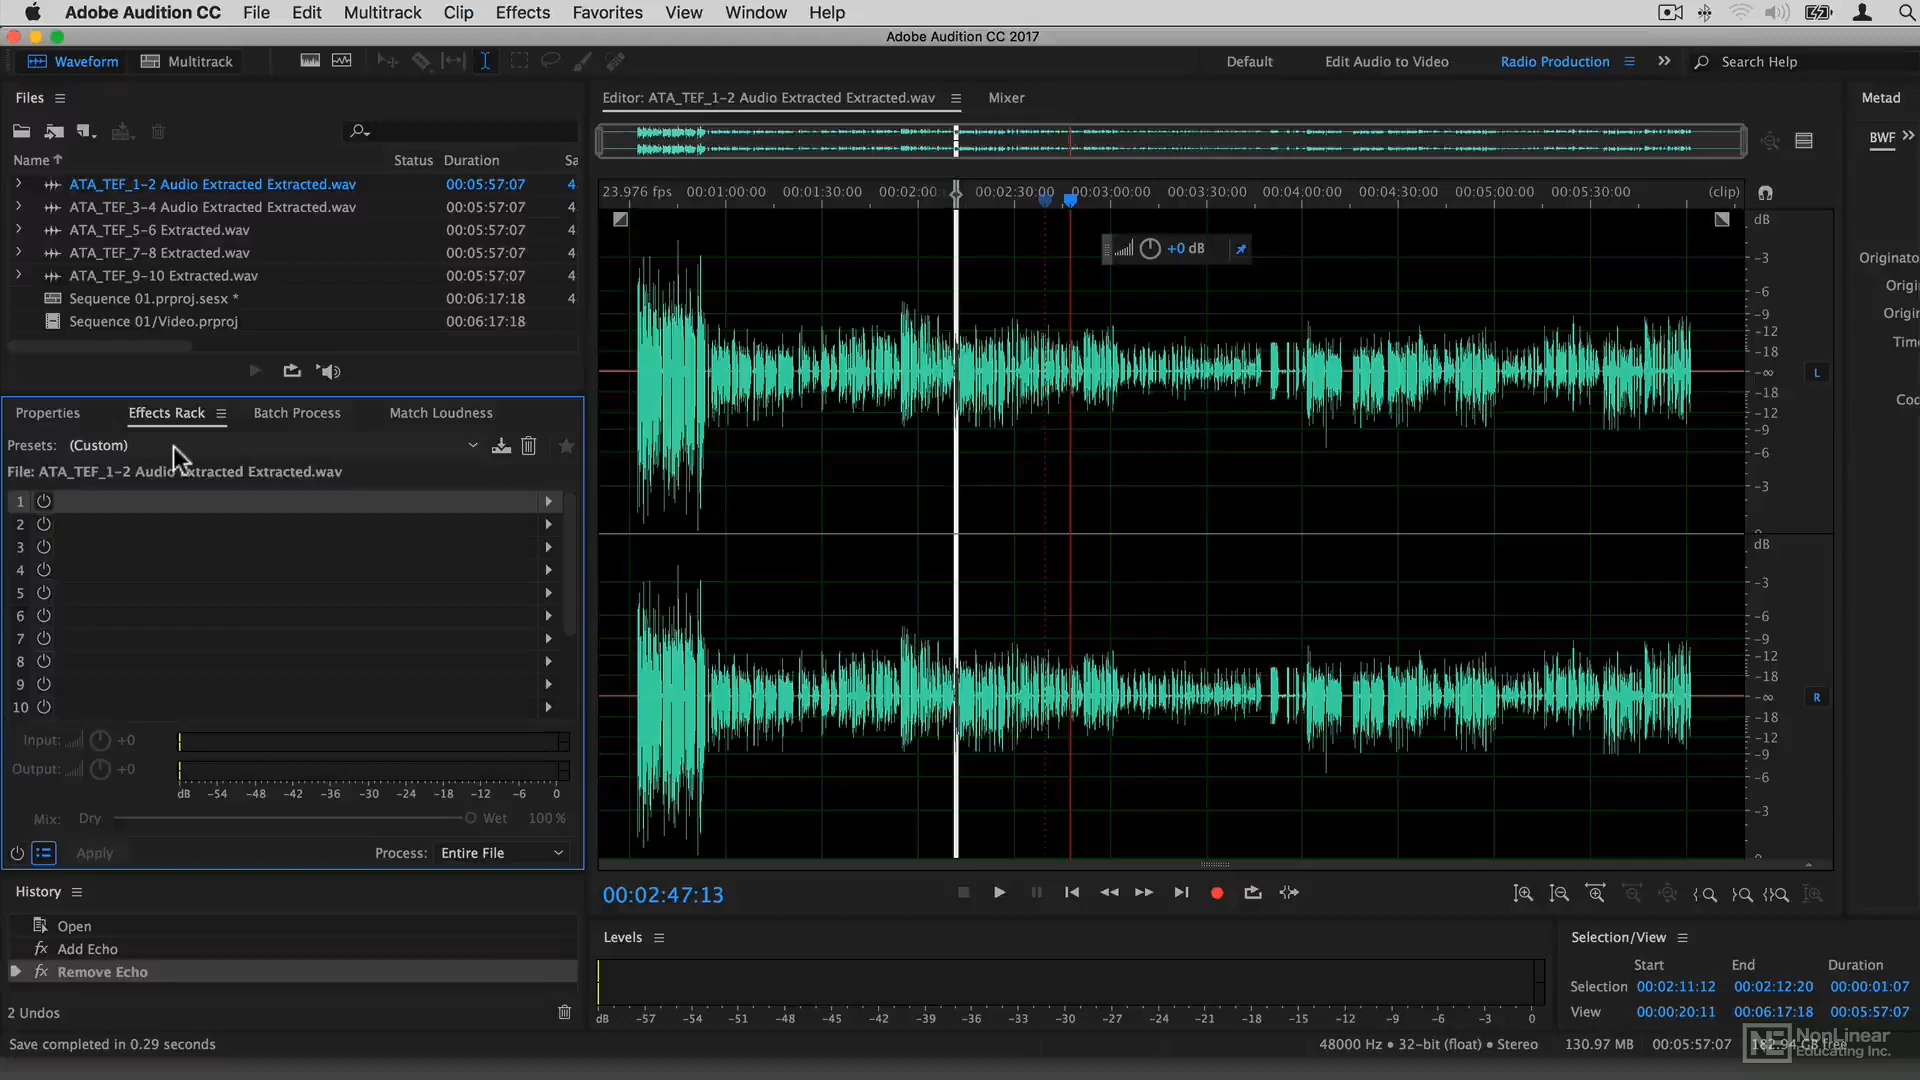 Adobe Audition CC File Edit Multitrack Clip Effects Favorites View Window Help
Adobe Audition CC 2017
Waveform Multitrack Default Edit Audio to Video Radio Production Search Help
Files
Name Status Duration Sa
ATA_TEF_1-2 Audio Extracted Extracted.wav 00:05:57:07 4
ATA_TEF_3-4 Audio Extracted Extracted.wav 00:05:57:07 4
ATA_TEF_5-6 Extracted.wav 00:05:57:07 4
ATA_TEF_7-8 Extracted.wav 00:05:57:07 4
ATA_TEF_9-10 Extracted.wav 00:05:57:07 4
Sequence 01.prproj.sesx * 00:06:17:18 4
Sequence 01/Video.prproj 00:06:17:18
Properties Effects Rack Batch Process Match Loudness
Presets: (Custom)
File: ATA_TEF_1-2 Audio Extracted Extracted.wav
1
2
3
4
5
6
7
8
9
10
Input: +0
Output: +0
dB -54 -48 -42 -36 -30 -24 -18 -12 -6 0
Mix: Dry Wet 100 %
Apply Process: Entire File
History
Open
fx Add Echo
fx Remove Echo
2 Undos
Save completed in 0.29 seconds
Editor: ATA_TEF_1-2 Audio Extracted Extracted.wav Mixer
23.976 fps 00:01:00:00 00:01:30:00 00:02:00: 00:02:30:00 00:03:00:00 00:03:30:00 00:04:00:00 00:04:30:00 00:05:00:00 00:05:30:00 (clip)
+0 dB
dB
-3
-6
-9
-12
-18
-∞
-18
-12
-9
-6
-3
L
dB
-3
-6
-9
-12
-18
-∞
-18
-12
-9
-6
-3
R
00:02:47:13
Levels
dB -57 -54 -51 -48 -45 -42 -39 -36 -33 -30 -27 -24 -21 -18 -15 -12 -9 -6 -3 0
Selection/View
Start End Duration
Selection 00:02:11:12 00:02:12:20 00:00:01:07
View 00:00:20:11 00:06:17:18 00:05:57:07
48000 Hz • 32-bit (float) • Stereo 130.97 MB 00:05:57:07 182.94 GB free
NonLinear
Educating Inc.
Metad
BWF
Originato
Origi
Origin
Time
Cod